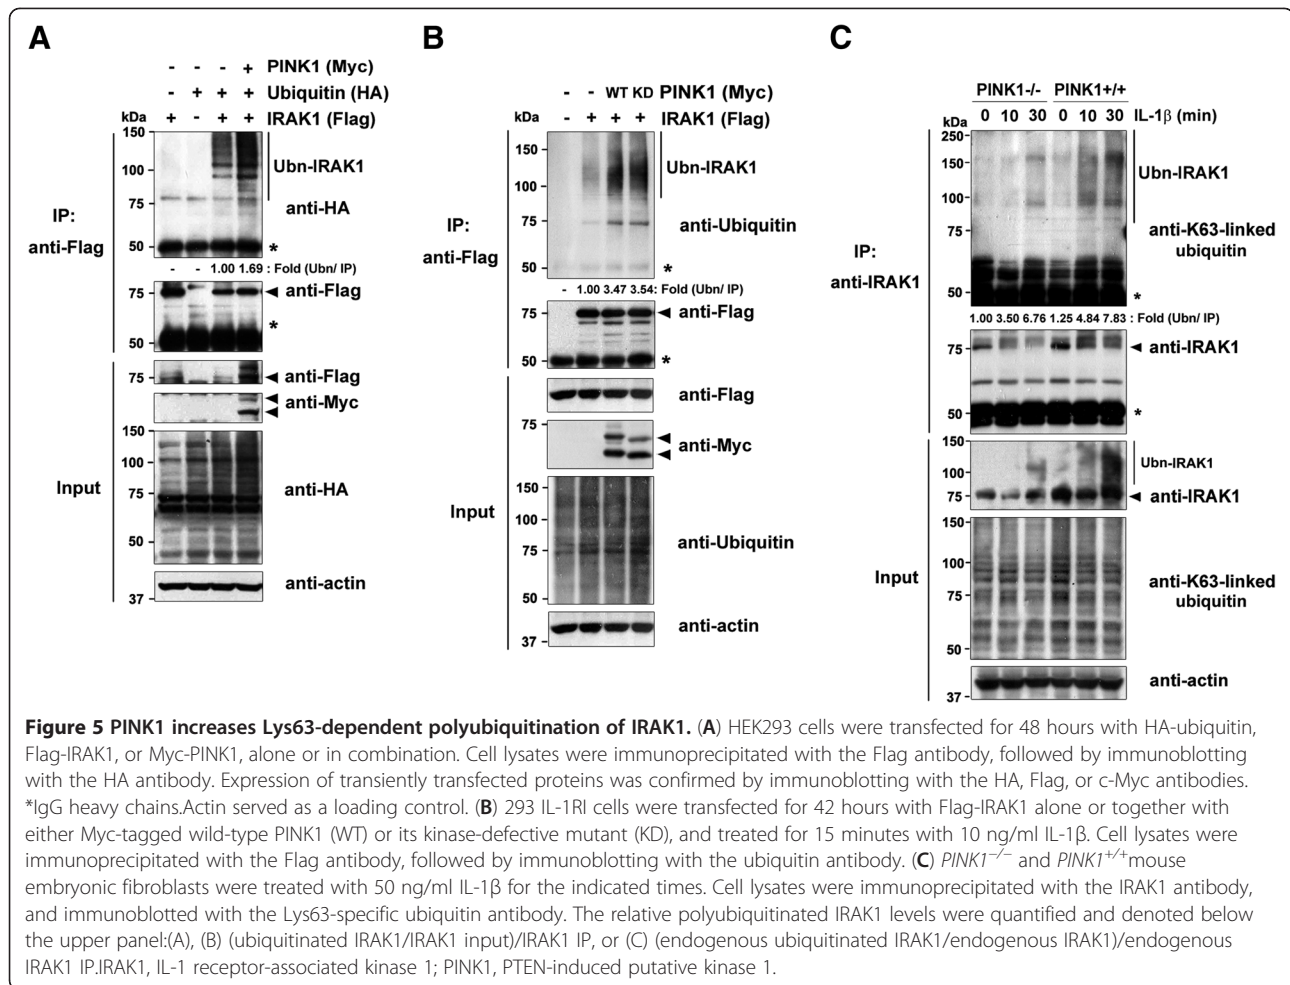 A
- - - + PINK1 (Myc)
- + + + Ubiquitin (HA)
kDa + - + + IRAK1 (Flag)
150
100
75
50
Ubn-IRAK1
anti-HA
*
IP:
anti-Flag
- - 1.00 1.69 : Fold (Ubn/ IP)
75
50
anti-Flag
*
75
anti-Flag
anti-Myc
150
100
75
50
anti-HA
Input
37
anti-actin
B
- - WT KD PINK1 (Myc)
kDa - + + + IRAK1 (Flag)
150
100
75
50
Ubn-IRAK1
anti-Ubiquitin
*
IP:
anti-Flag
- 1.00 3.47 3.54: Fold (Ubn/ IP)
75
50
anti-Flag
*
anti-Flag
75
anti-Myc
Input
150
100
75
50
anti-Ubiquitin
37
anti-actin
C
PINK1-/- PINK1+/+
kDa 0 10 30 0 10 30 IL-1β (min)
250
150
100
75
50
Ubn-IRAK1
anti-K63-linked
ubiquitin
*
IP:
anti-IRAK1
1.00 3.50 6.76 1.25 4.84 7.83 : Fold (Ubn/ IP)
75
50
anti-IRAK1
*
150
100
75
Ubn-IRAK1
anti-IRAK1
150
100
75
50
anti-K63-linked
ubiquitin
Input
37
anti-actin
Figure 5 PINK1 increases Lys63-dependent polyubiquitination of IRAK1. (A) HEK293 cells were transfected for 48 hours with HA-ubiquitin,
Flag-IRAK1, or Myc-PINK1, alone or in combination. Cell lysates were immunoprecipitated with the Flag antibody, followed by immunoblotting
with the HA antibody. Expression of transiently transfected proteins was confirmed by immunoblotting with the HA, Flag, or c-Myc antibodies.
*IgG heavy chains.Actin served as a loading control. (B) 293 IL-1RI cells were transfected for 42 hours with Flag-IRAK1 alone or together with
either Myc-tagged wild-type PINK1 (WT) or its kinase-defective mutant (KD), and treated for 15 minutes with 10 ng/ml IL-1β. Cell lysates were
immunoprecipitated with the Flag antibody, followed by immunoblotting with the ubiquitin antibody. (C) PINK1−/− and PINK1+/+mouse
embryonic fibroblasts were treated with 50 ng/ml IL-1β for the indicated times. Cell lysates were immunoprecipitated with the IRAK1 antibody,
and immunoblotted with the Lys63-specific ubiquitin antibody. The relative polyubiquitinated IRAK1 levels were quantified and denoted below
the upper panel:(A), (B) (ubiquitinated IRAK1/IRAK1 input)/IRAK1 IP, or (C) (endogenous ubiquitinated IRAK1/endogenous IRAK1)/endogenous
IRAK1 IP.IRAK1, IL-1 receptor-associated kinase 1; PINK1, PTEN-induced putative kinase 1.